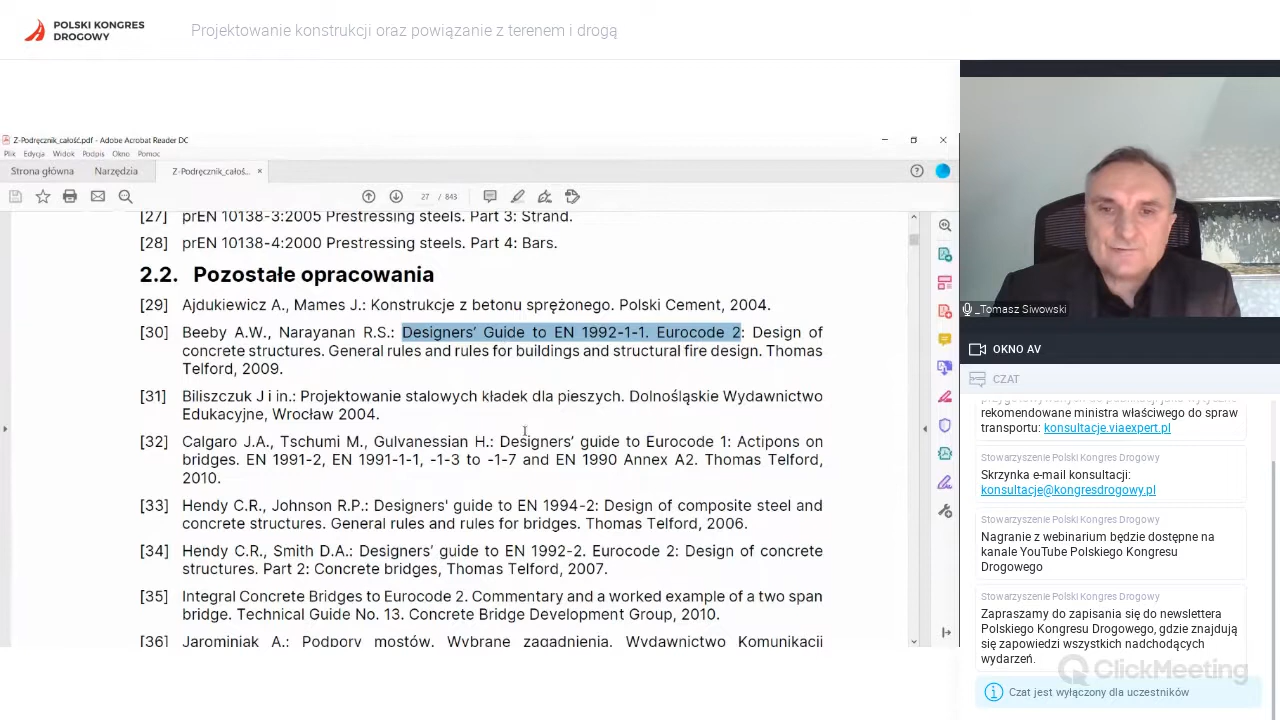 POLSKI KONGRES
DROGOWY
Projektowanie konstrukcji oraz powiązanie z terenem i drogą
Z-Podręcznik_całość.pdf - Adobe Acrobat Reader DC
Plik Edycja Widok Podpis Okno Pomoc
Strona główna Narzędzia Z-Podręcznik_całoś... ×
27 / 843
[27] prEN 10138-3:2005 Prestressing steels. Part 3: Strand.
[28] prEN 10138-4:2000 Prestressing steels. Part 4: Bars.
2.2. Pozostałe opracowania
[29] Ajdukiewicz A., Mames J.: Konstrukcje z betonu sprężonego. Polski Cement, 2004.
[30] Beeby A.W., Narayanan R.S.: Designers’ Guide to EN 1992-1-1. Eurocode 2: Design of
concrete structures. General rules and rules for buildings and structural fire design. Thomas
Telford, 2009.
[31] Biliszczuk J i in.: Projektowanie stalowych kładek dla pieszych. Dolnośląskie Wydawnictwo
Edukacyjne, Wrocław 2004.
[32] Calgaro J.A., Tschumi M., Gulvanessian H.: Designers’ guide to Eurocode 1: Actipons on
bridges. EN 1991-2, EN 1991-1-1, -1-3 to -1-7 and EN 1990 Annex A2. Thomas Telford,
2010.
[33] Hendy C.R., Johnson R.P.: Designers' guide to EN 1994-2: Design of composite steel and
concrete structures. General rules and rules for bridges. Thomas Telford, 2006.
[34] Hendy C.R., Smith D.A.: Designers’ guide to EN 1992-2. Eurocode 2: Design of concrete
structures. Part 2: Concrete bridges, Thomas Telford, 2007.
[35] Integral Concrete Bridges to Eurocode 2. Commentary and a worked example of a two span
bridge. Technical Guide No. 13. Concrete Bridge Development Group, 2010.
[36] Jarominiak A.: Podpory mostów. Wybrane zagadnienia. Wydawnictwo Komunikacji
_Tomasz Siwowski
OKNO AV
CZAT
przygotowanych do publikacji jako wytyczne
rekomendowane ministra właściwego do spraw
transportu: konsultacje.viaexpert.pl
Stowarzyszenie Polski Kongres Drogowy
Skrzynka e-mail konsultacji:
konsultacje@kongresdrogowy.pl
Stowarzyszenie Polski Kongres Drogowy
Nagranie z webinarium będzie dostępne na
kanale YouTube Polskiego Kongresu
Drogowego
Stowarzyszenie Polski Kongres Drogowy
Zapraszamy do zapisania się do newslettera
Polskiego Kongresu Drogowego, gdzie znajdują
się zapowiedzi wszystkich nadchodzących
wydarzeń.
ClickMeeting
Czat jest wyłączony dla uczestników